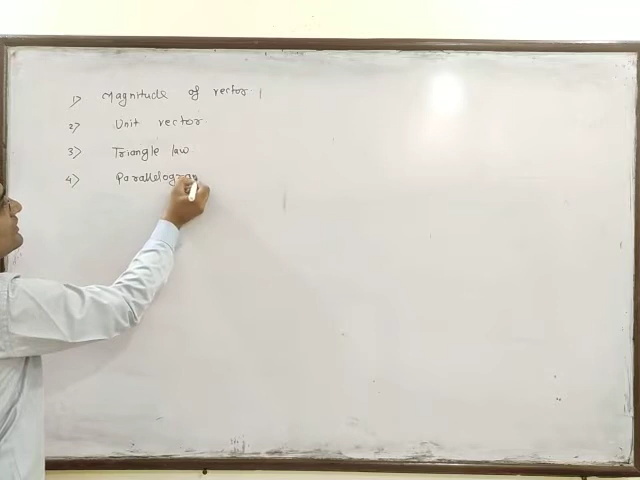 1) Magnitude of vector |
2) Unit vector.
3) Triangle law.
4) Parallelogram